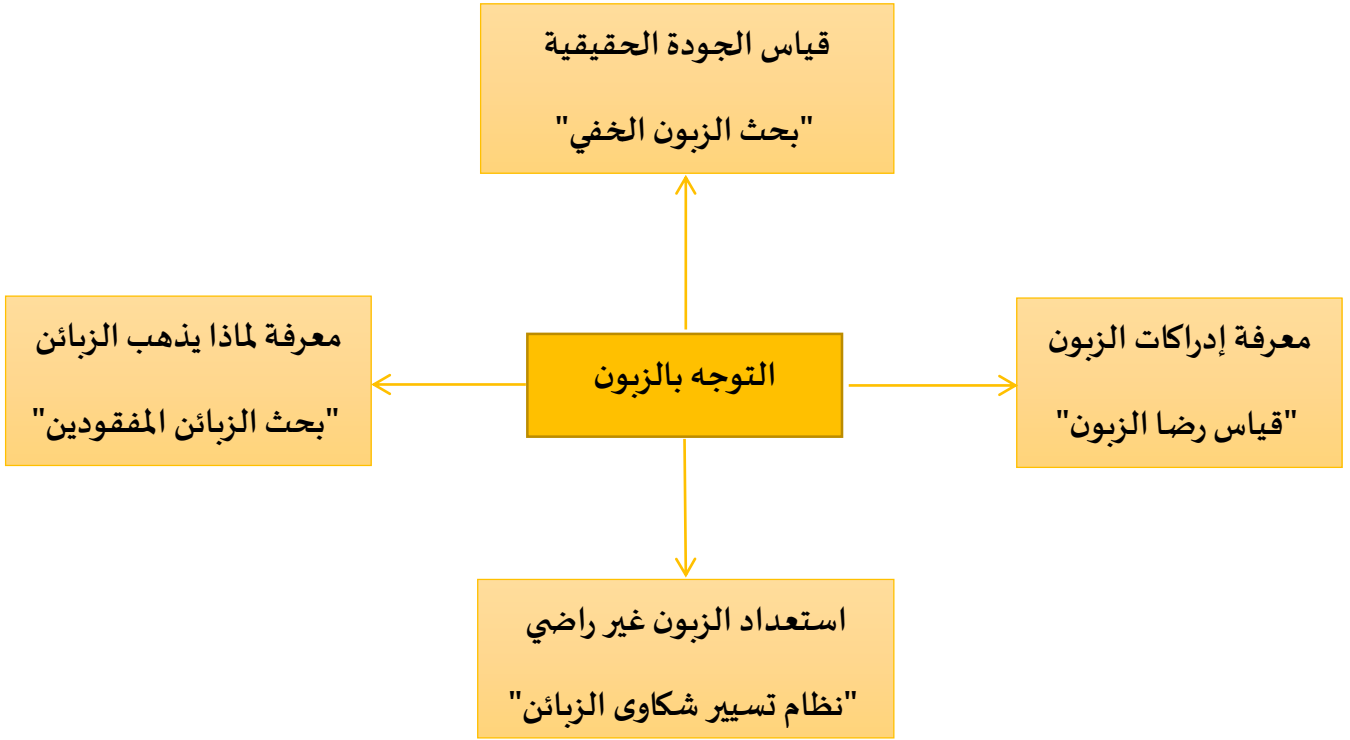 قياس الجودة الحقيقية
"بحث الزبون الخفي"
معرفة إدراكات الزبون
"قياس رضا الزبون"
التوجه بالزبون
معرفة لماذا يذهب الزبائن
"بحث الزبائن المفقودين"
استعداد الزبون غير راضي
"نظام تسيير شكاوى الزبائن"